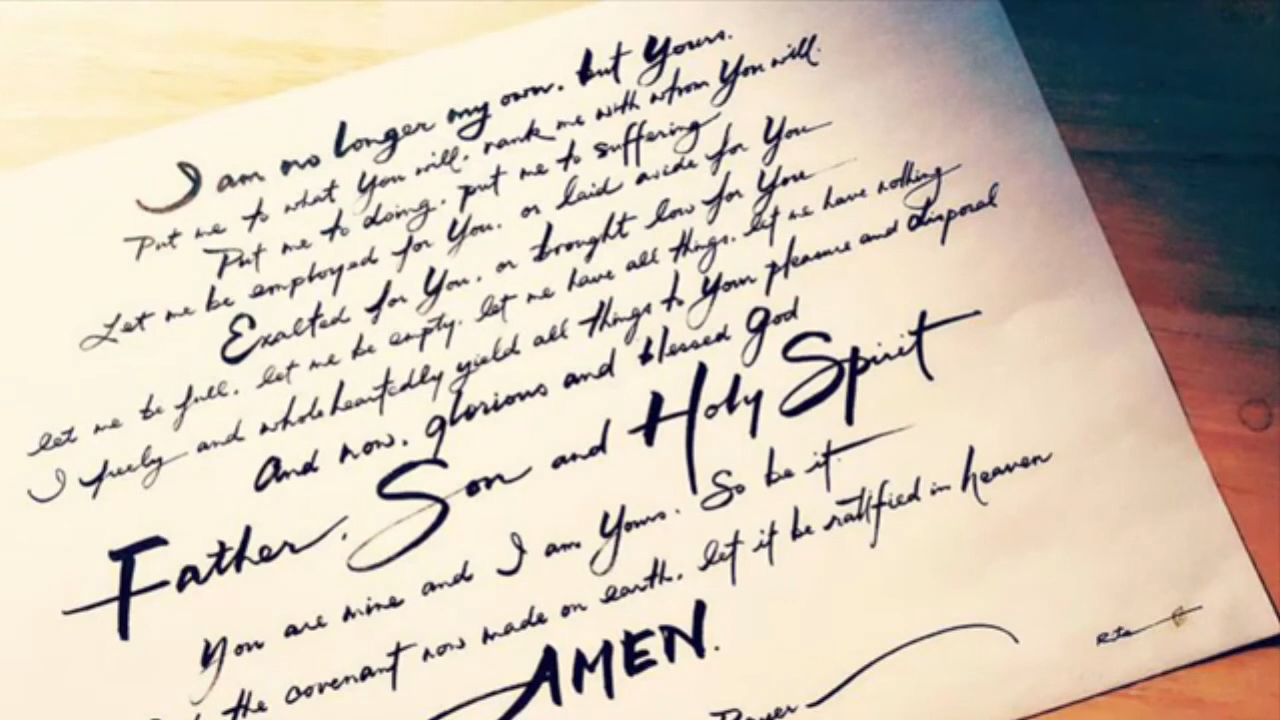 I am no longer my own. but Yours.
Put me to what You will. rank me with whom You will.
Put me to doing. put me to suffering
Let me be employed for You. or laid aside for You
Exalted for You. or brought low for You
let me be full. let me be empty. let me have all things. let me have nothing
I freely and wholeheartedly yield all things to Your pleasure and disposal
And now. glorious and blessed God
Father. Son and Holy Spirit
You are mine and I am Yours. So be it
the covenant now made on earth. let it be ratified in heaven
AMEN.